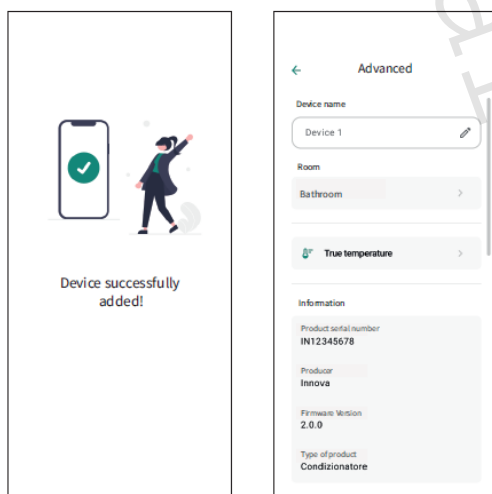 Device successfully
added!
Advanced
Device name
Device 1
Room
Bathroom
True temperature
Information
Product serial number
IN12345678
Producer
Innova
Firmware Version
2.0.0
Type of product
Condizionatore